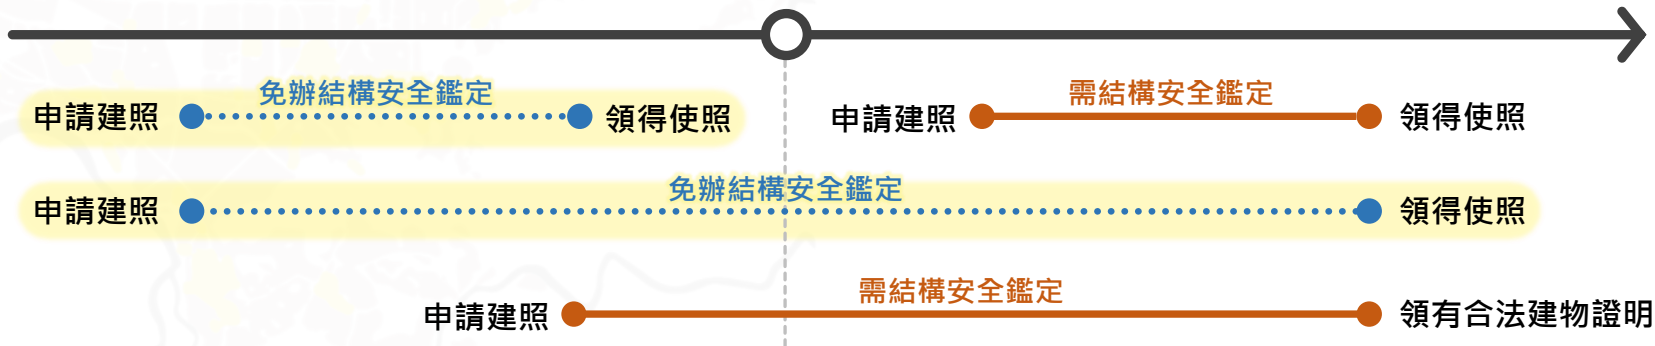 免辦結構安全鑑定
申請建照
領得使照
需結構安全鑑定
申請建照
領得使照
免辦結構安全鑑定
申請建照
領得使照
需結構安全鑑定
申請建照
領有合法建物證明